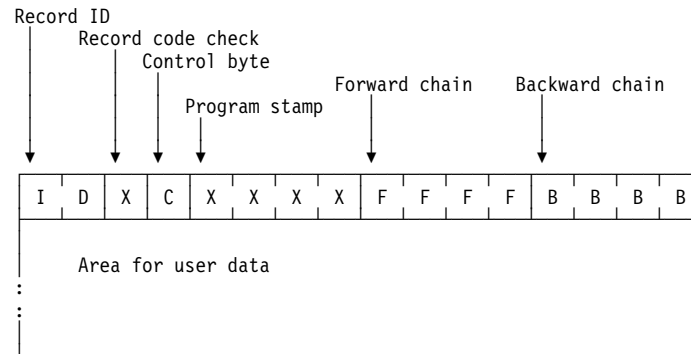 Record ID
Record code check
Control byte
Forward chain Backward chain
Program stamp
I D X C X X X X F F F F B B B B
Area for user data
:
: